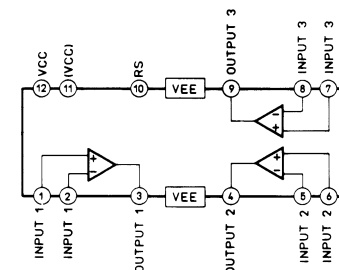 VCC
(VCC)
RS
OUTPUT 3
INPUT 3
INPUT 3
12
11
10
VEE
9
8
7
-
+
+
-
-
+
1
2
3
VEE
4
5
6
INPUT 1
INPUT 1
OUTPUT 1
OUTPUT 2
INPUT 2
INPUT 2